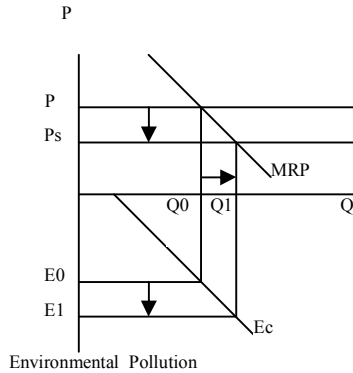 P
P
Ps
MRP
Q0 Q1 Q
E0
E1
Ec
Environmental Pollution